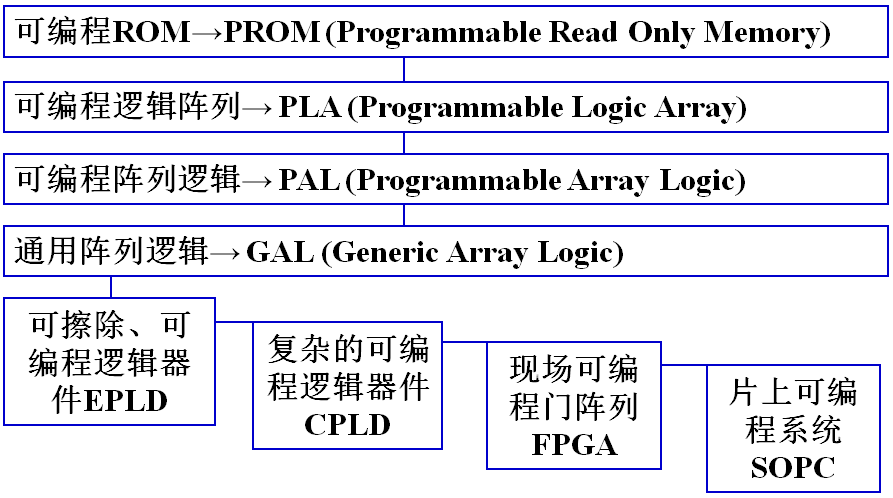 可编程ROM→PROM (Programmable Read Only Memory)
可编程逻辑阵列→PLA (Programmable Logic Array)
可编程阵列逻辑→PAL (Programmable Array Logic)
通用阵列逻辑→GAL (Generic Array Logic)
可擦除、可
编程逻辑器
件EPLD
复杂的可编
程逻辑器件
CPLD
现场可编
程门阵列
FPGA
片上可编
程系统
SOPC